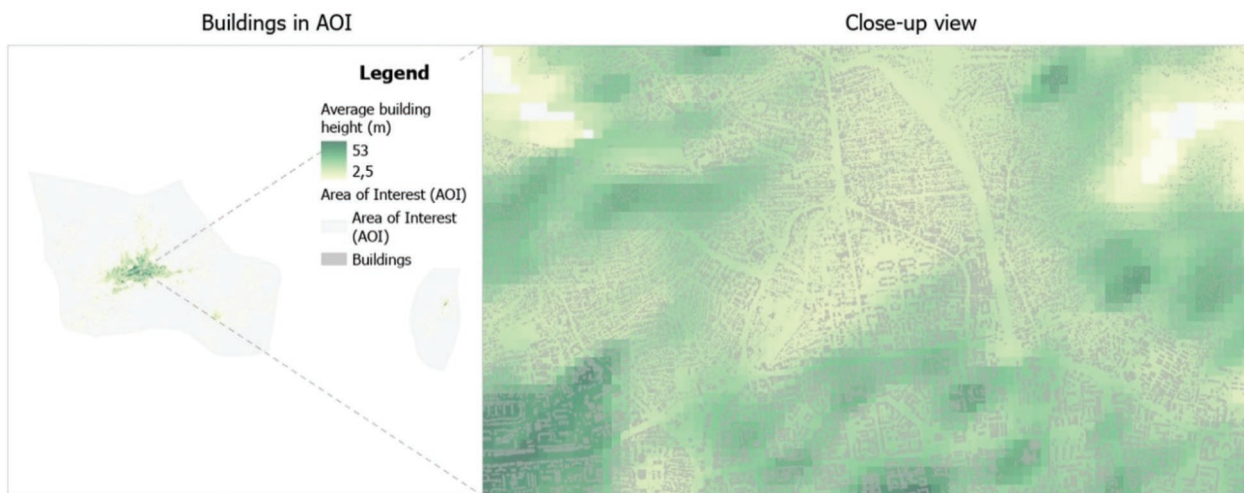 Buildings in AOI
Close-up view
Legend
Average building
height (m)
53
2,5
Area of Interest (AOI)
Area of Interest
(AOI)
Buildings